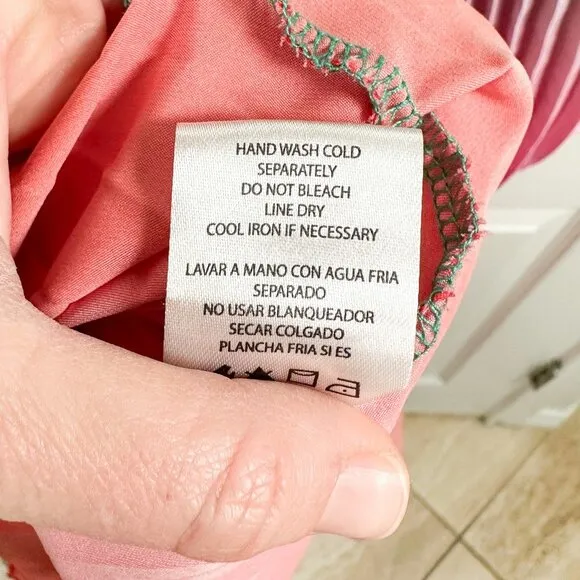 HAND WASH COLD
SEPARATELY
DO NOT BLEACH
LINE DRY
COOL IRON IF NECESSARY
LAVAR A MANO CON AGUA FRIA
SEPARADO
NO USAR BLANQUEADOR
SECAR COLGADO
PLANCHA FRIA SI ES